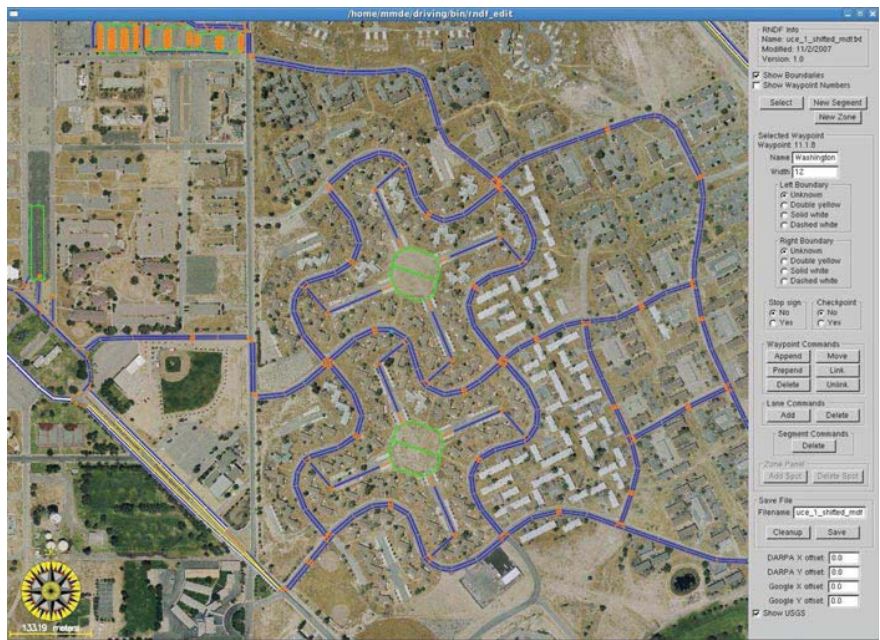 /home/mmde/driving/bin/rndf_edit
RNDF info
Name: uce_1_shifted_mdf.txt
Modified: 11/2/2007
Version: 1.0
Show Boundaries
Show Waypoint Numbers
Select New Segment
New Zone
Selected Waypoint
Waypoint: 11.1.8
Name Washington
Width 12
Left Boundary
Unknown
Double yellow
Solid white
Dashed white
Right Boundary
Unknown
Double yellow
Solid white
Dashed white
Stop sign Checkpoint
No No
Yes Yes
Waypoint Commands
Append Move
Prepend Link
Delete Unlink
Lane Commands
Add Delete
Segment Commands
Delete
Zone Panel
Add Spot Delete Spot
Save File
Filename uce_1_shifted_mdf
Cleanup Save
DARPA X offset: 0.0
DARPA Y offset: 0.0
Google X offset: 0.0
Google Y offset: 0.0
Show USGS
133.19 meters